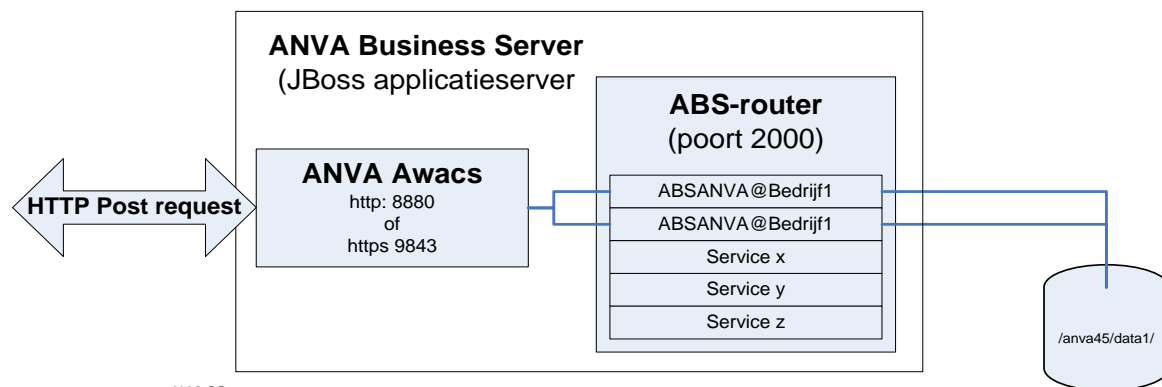 ANVA Business Server
(JBoss applicatieserver
ABS-router
(poort 2000)
ANVA Awacs
http: 8880
of
https 9843
HTTP Post request
ABSANVA@Bedrijf1
ABSANVA@Bedrijf1
Service x
Service y
Service z
/anva45/data1/